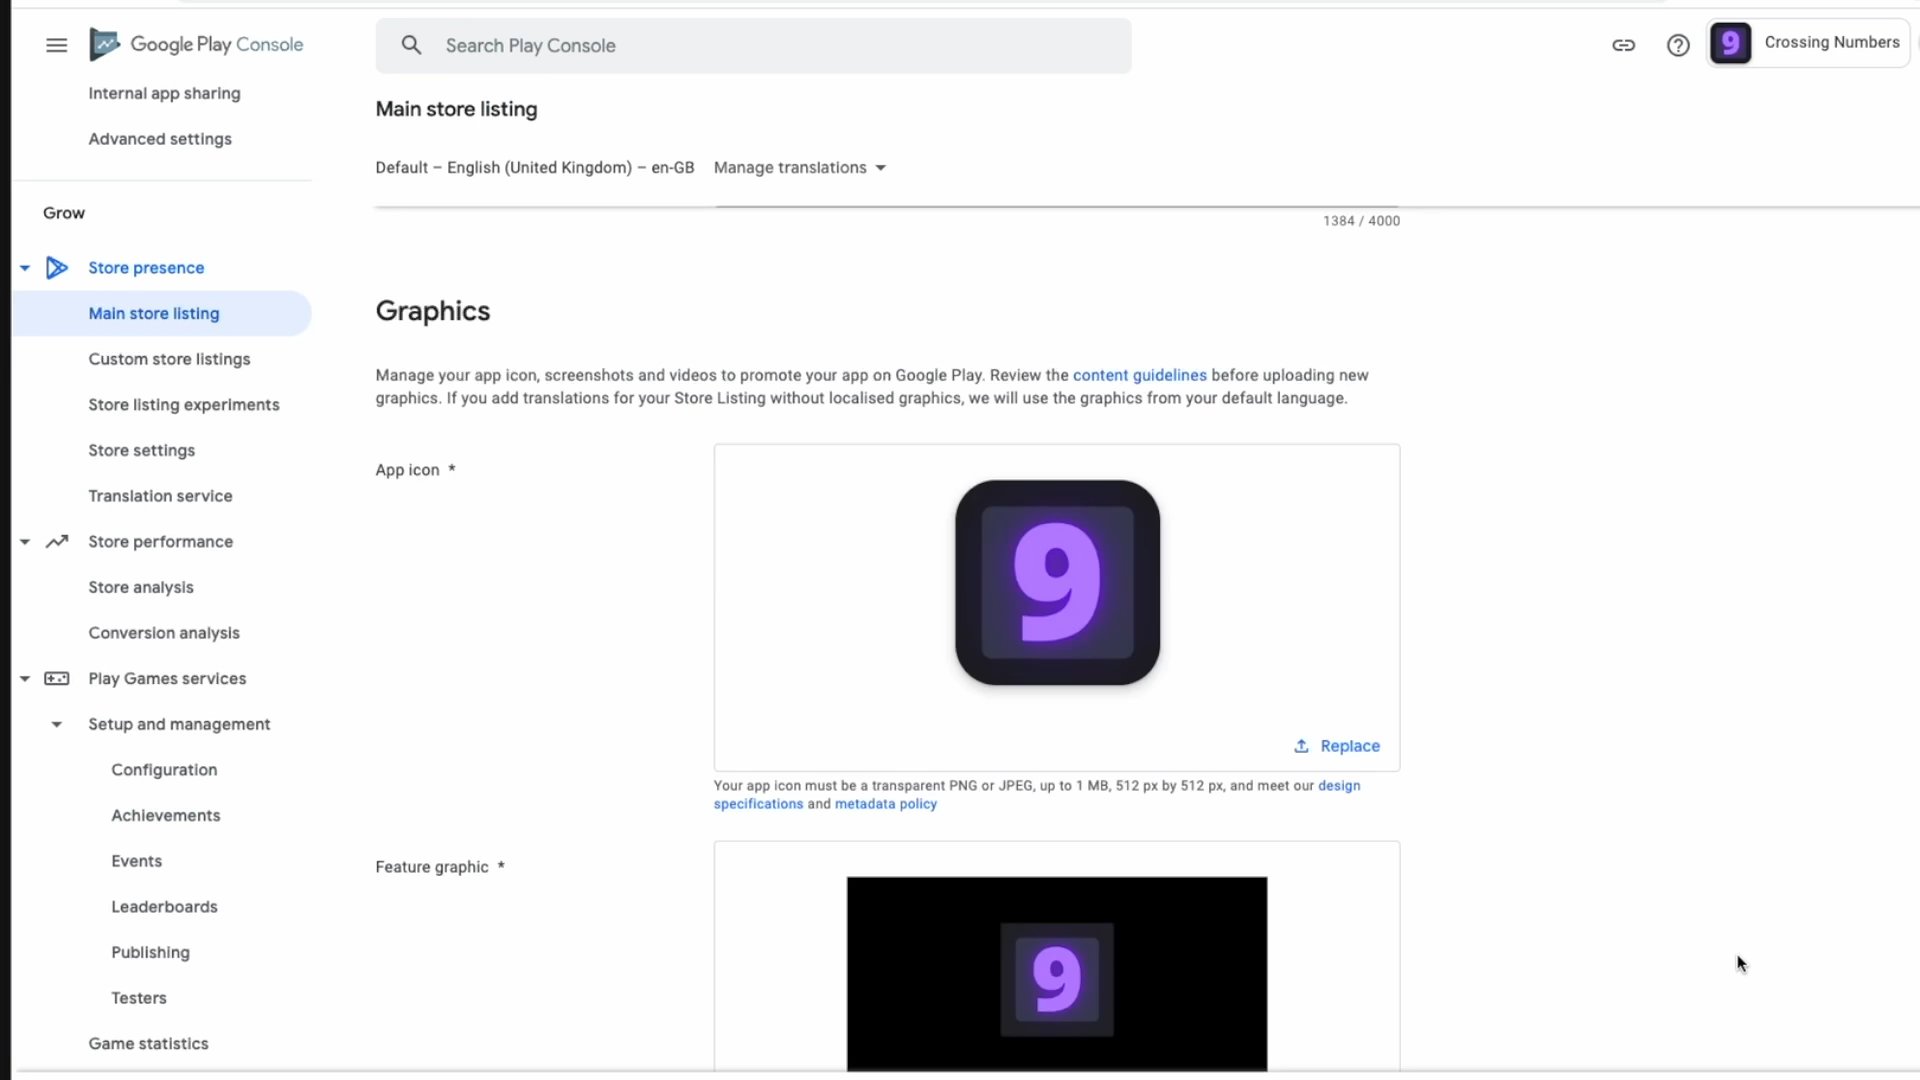 Google Play Console
Search Play Console
9
Crossing Numbers
Internal app sharing
Advanced settings
Grow
Store presence
Main store listing
Custom store listings
Store listing experiments
Store settings
Translation service
Store performance
Store analysis
Conversion analysis
Play Games services
Setup and management
Configuration
Achievements
Events
Leaderboards
Publishing
Testers
Game statistics
Main store listing
Default – English (United Kingdom) – en-GB Manage translations
1384 / 4000
Graphics
Manage your app icon, screenshots and videos to promote your app on Google Play. Review the content guidelines before uploading new
graphics. If you add translations for your Store Listing without localised graphics, we will use the graphics from your default language.
App icon *
9
Replace
Your app icon must be a transparent PNG or JPEG, up to 1 MB, 512 px by 512 px, and meet our design
specifications and metadata policy
Feature graphic *
9